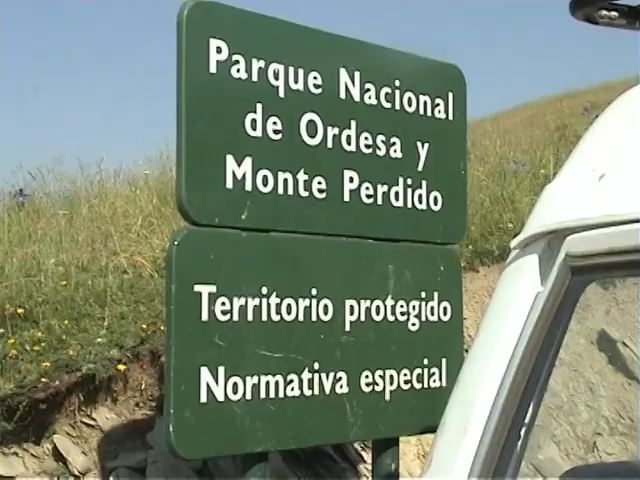 Parque Nacional
de Ordesa y
Monte Perdido
Territorio protegido
Normativa especial